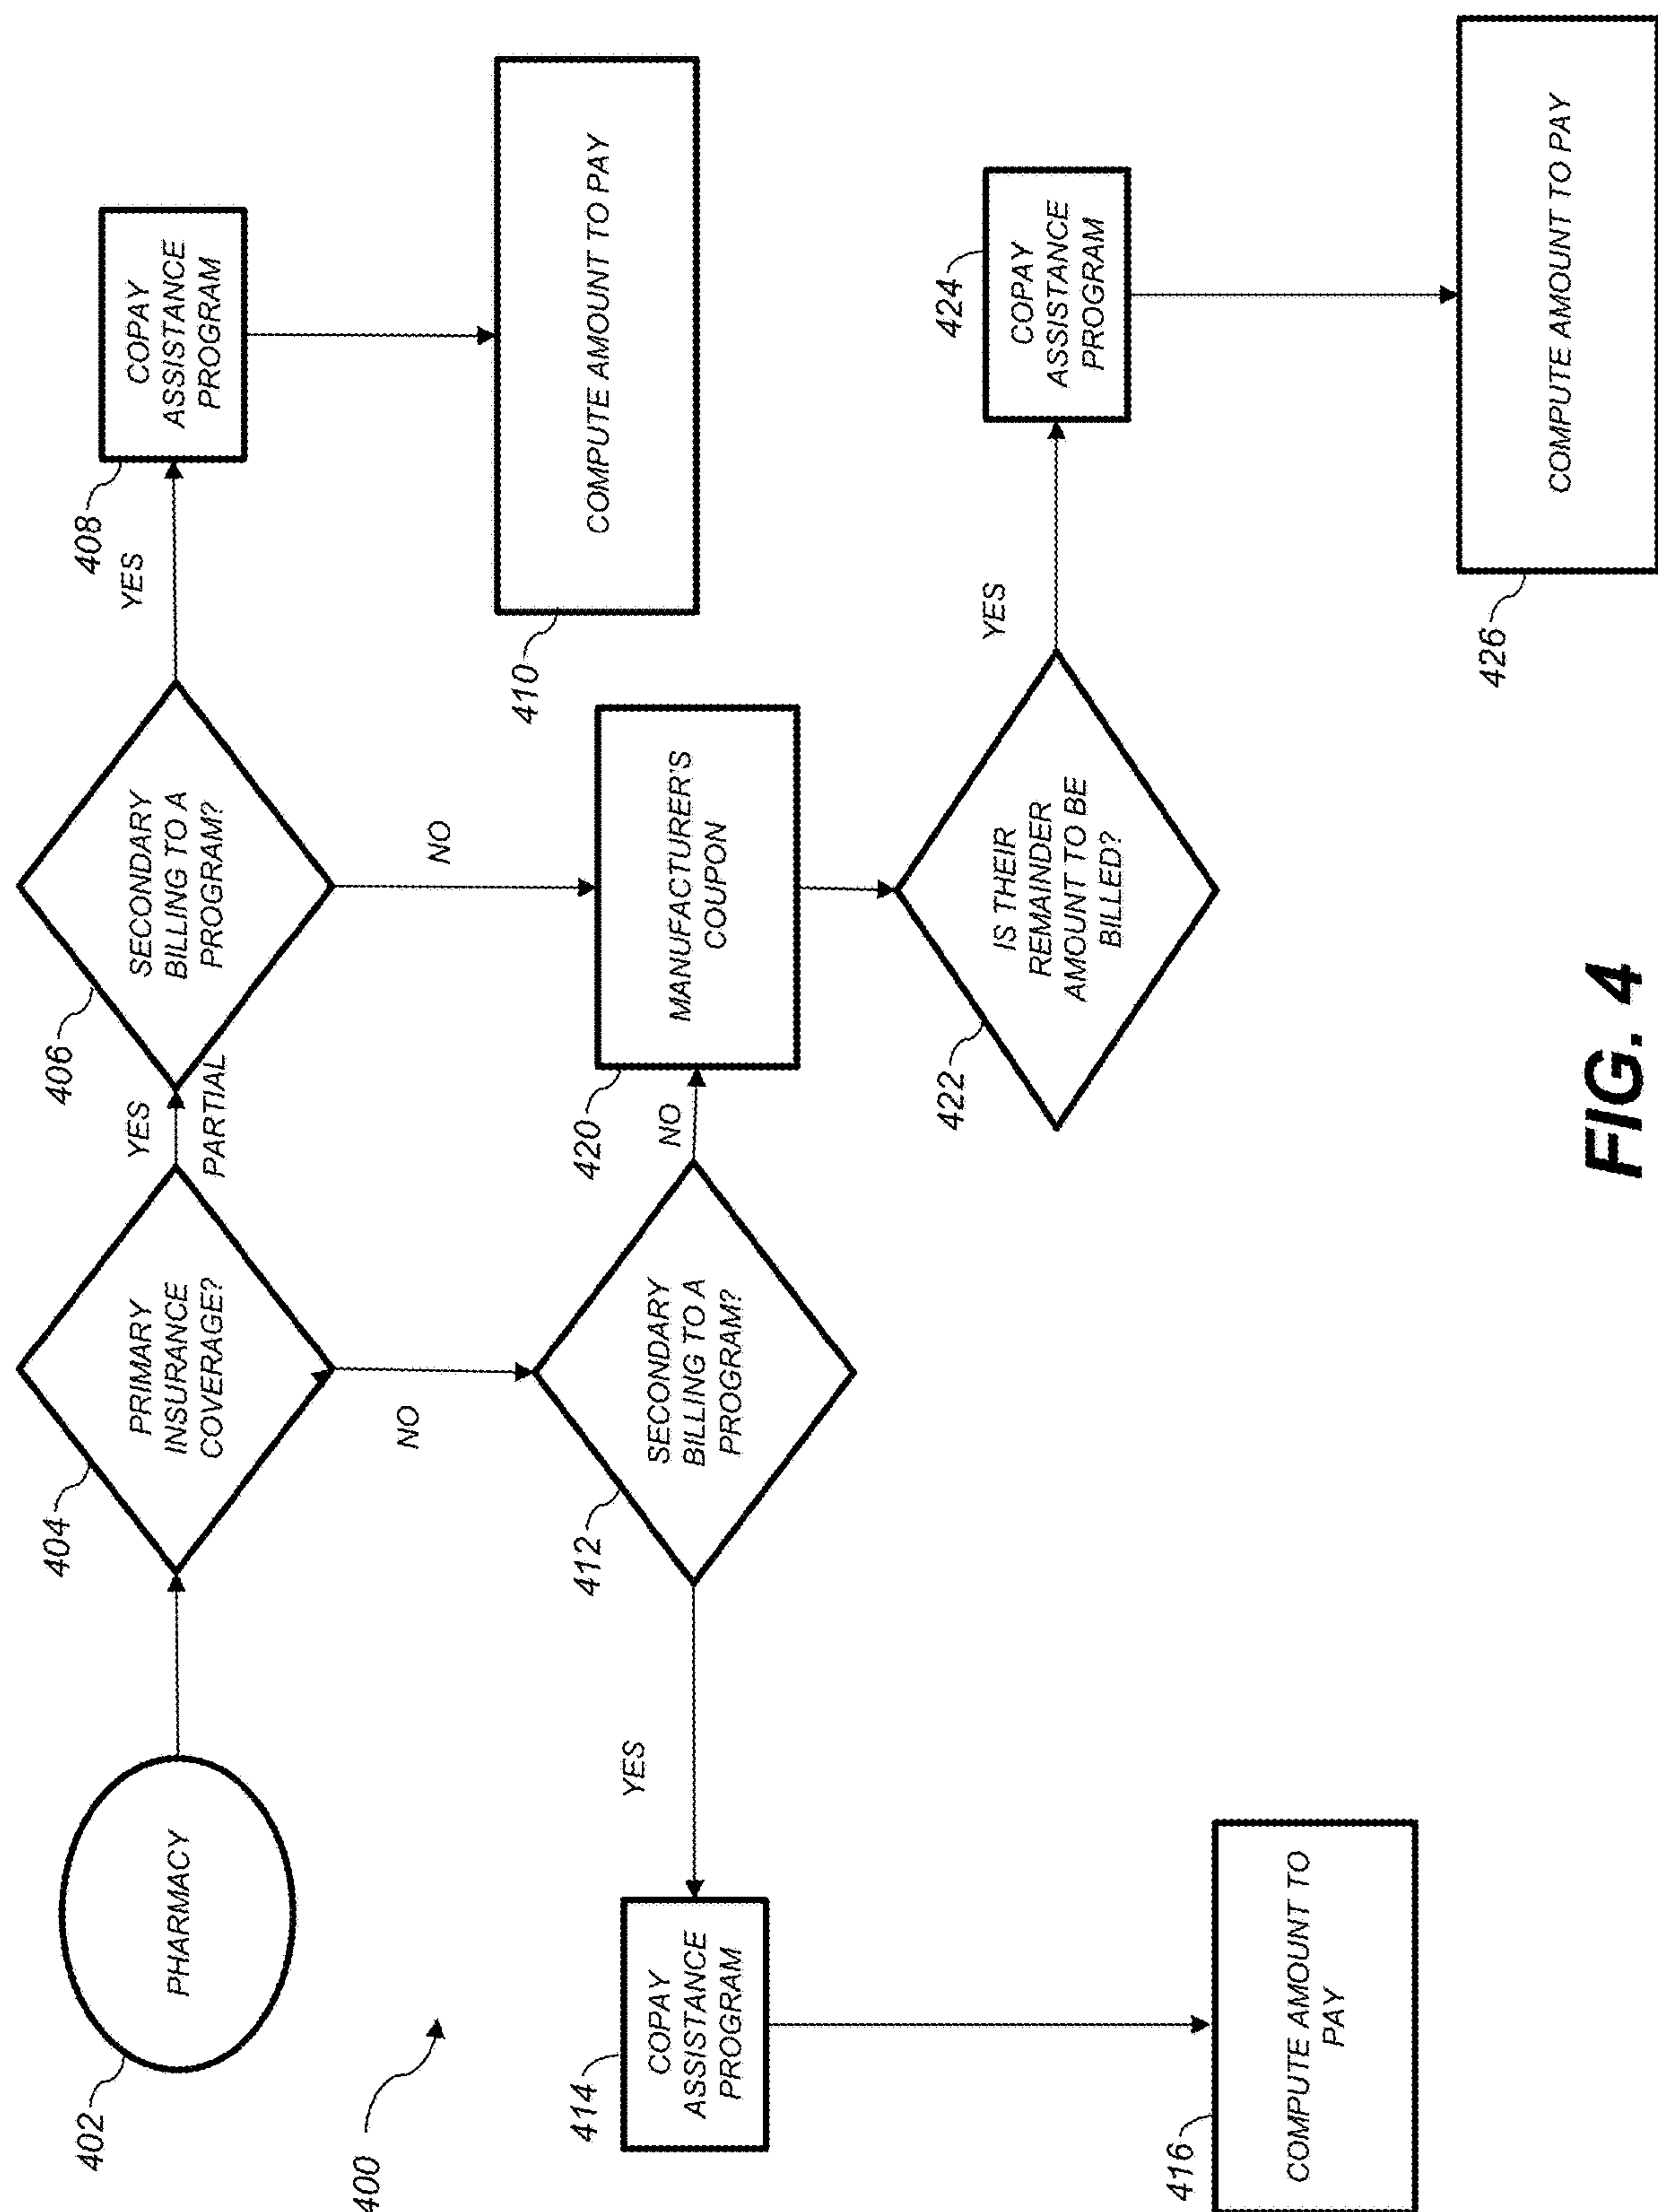 402
PHARMACY
404
PRIMARY
INSURANCE
COVERAGE?
YES
PARTIAL
406
SECONDARY
BILLING TO A
PROGRAM?
YES
408
COPAY
ASSISTANCE
PROGRAM
400
NO
NO
410
COMPUTE AMOUNT TO PAY
414
COPAY
ASSISTANCE
PROGRAM
YES
412
SECONDARY
BILLING TO A
PROGRAM?
NO
420
MANUFACTURER'S
COUPON
422
IS THEIR
REMAINDER
AMOUNT TO BE
BILLED?
YES
424
COPAY
ASSISTANCE
PROGRAM
416
COMPUTE AMOUNT TO
PAY
426
COMPUTE AMOUNT TO PAY
FIG. 4